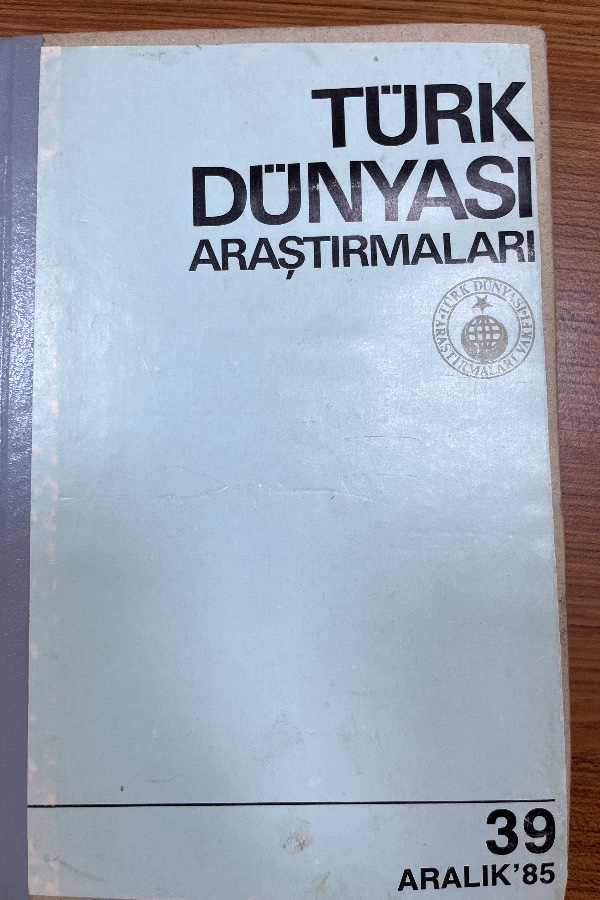 TÜRK
DÜNYASI
ARAŞTIRMALARI
TÜRK DÜNYASI
ARAŞTIRMALARI VAKFI
39
ARALIK'85